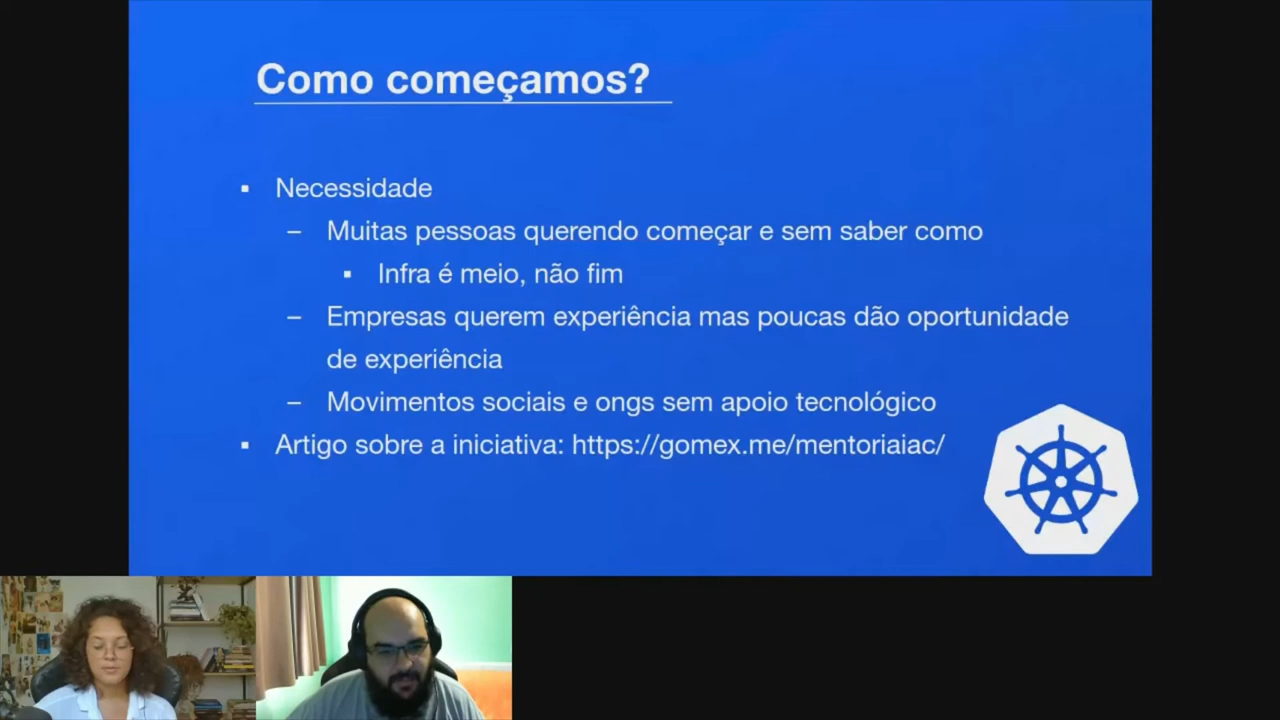 Como começamos?
▪ Necessidade
– Muitas pessoas querendo começar e sem saber como
▪ Infra é meio, não fim
– Empresas querem experiência mas poucas dão oportunidade
de experiência
– Movimentos sociais e ongs sem apoio tecnológico
▪ Artigo sobre a iniciativa: https://gomex.me/mentoriaiac/